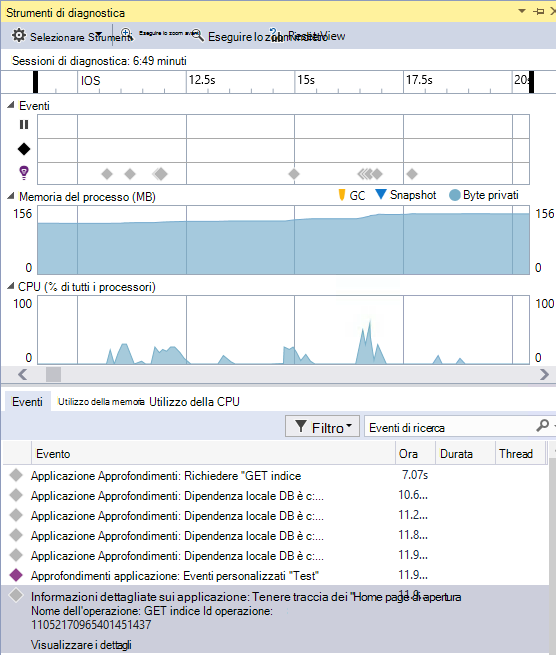 Strumenti di diagnostica
Selezionare Strumenti Eseguire lo zoom avanti Eseguire lo zoom indietro Reset View
Sessioni di diagnostica: 6:49 minuti
IOS 12.5s 15s 17.5s 20s
Eventi
Memoria del processo (MB) GC Snapshot Byte privati
156 156
0 0
CPU (% di tutti i processori)
100 100
0 0
Eventi Utilizzo della memoria Utilizzo della CPU
Filtro Eventi di ricerca
Evento Ora Durata Thread
Applicazione Approfondimenti: Richiedere "GET indice 7.07s
Applicazione Approfondimenti: Dipendenza locale DB è c:... 10.6...
Applicazione Approfondimenti: Dipendenza locale DB è c:... 11.2...
Applicazione Approfondimenti: Dipendenza locale DB è c:... 11.8...
Applicazione Approfondimenti: Dipendenza locale DB è c:... 11.9...
Approfondimenti applicazione: Eventi personalizzati "Test" 11.9...
Informazioni dettagliate sui applicazione: Tenere traccia dei "Home page di apertura 11.9...
Nome dell'operazione: GET indice Id operazione:
11052170965401451437
Visualizzare i dettagli